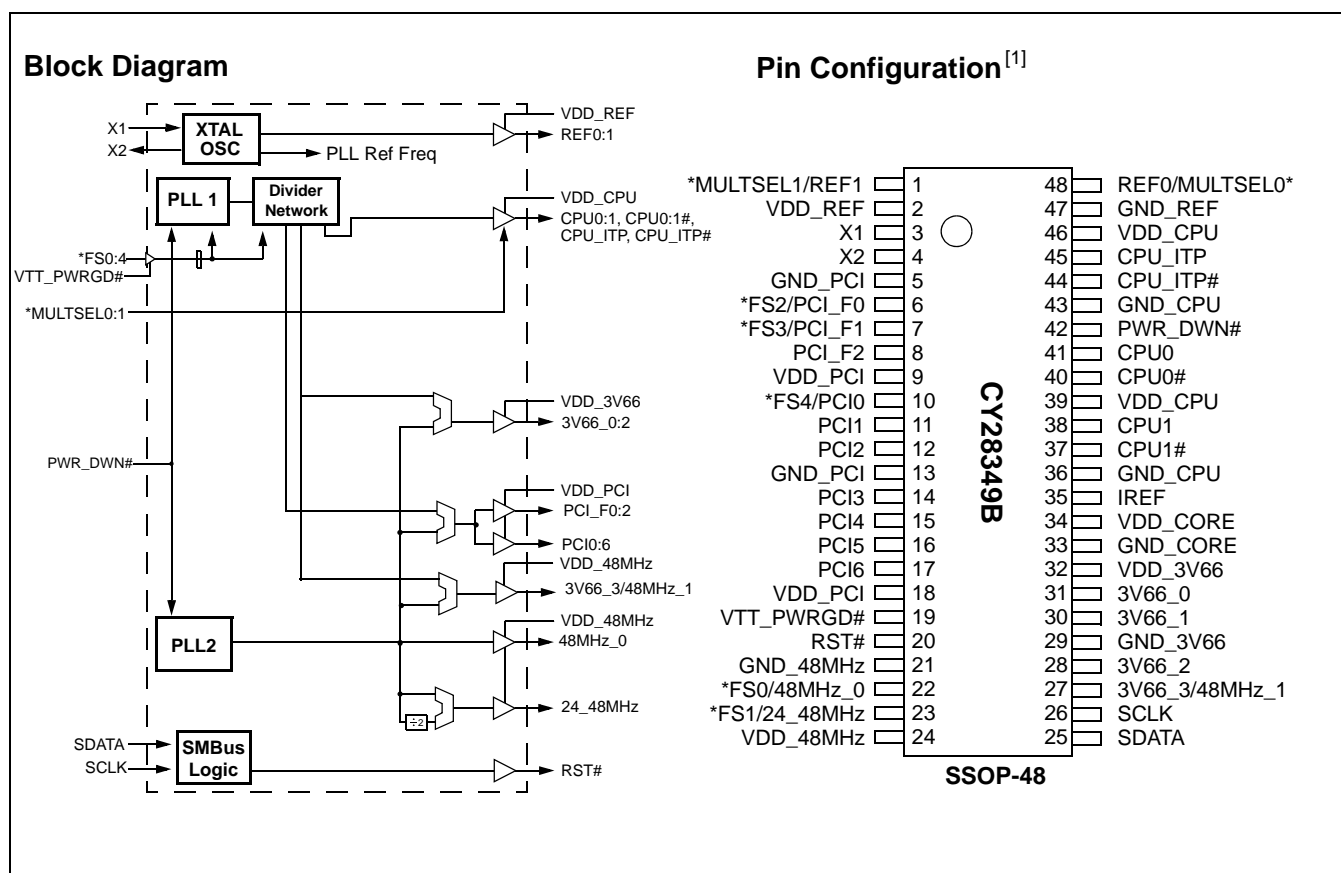 Block Diagram
Pin Configuration[1]
X1
X2
XTAL
OSC
VDD_REF
REF0:1
PLL Ref Freq
PLL 1
Divider
Network
VDD_CPU
CPU0:1, CPU0:1#,
CPU_ITP, CPU_ITP#
*FS0:4
VTT_PWRGD#
*MULTSEL0:1
VDD_3V66
3V66_0:2
PWR_DWN#
VDD_PCI
PCI_F0:2
PCI0:6
VDD_48MHz
3V66_3/48MHz_1
VDD_48MHz
PLL2
48MHz_0
÷2
24_48MHz
SDATA
SCLK
SMBus
Logic
RST#
*MULTSEL1/REF1 1
VDD_REF 2
X1 3
X2 4
GND_PCI 5
*FS2/PCI_F0 6
*FS3/PCI_F1 7
PCI_F2 8
VDD_PCI 9
*FS4/PCI0 10
PCI1 11
PCI2 12
GND_PCI 13
PCI3 14
PCI4 15
PCI5 16
PCI6 17
VDD_PCI 18
VTT_PWRGD# 19
RST# 20
GND_48MHz 21
*FS0/48MHz_0 22
*FS1/24_48MHz 23
VDD_48MHz 24
CY28349B
48 REF0/MULTSEL0*
47 GND_REF
46 VDD_CPU
45 CPU_ITP
44 CPU_ITP#
43 GND_CPU
42 PWR_DWN#
41 CPU0
40 CPU0#
39 VDD_CPU
38 CPU1
37 CPU1#
36 GND_CPU
35 IREF
34 VDD_CORE
33 GND_CORE
32 VDD_3V66
31 3V66_0
30 3V66_1
29 GND_3V66
28 3V66_2
27 3V66_3/48MHz_1
26 SCLK
25 SDATA
SSOP-48